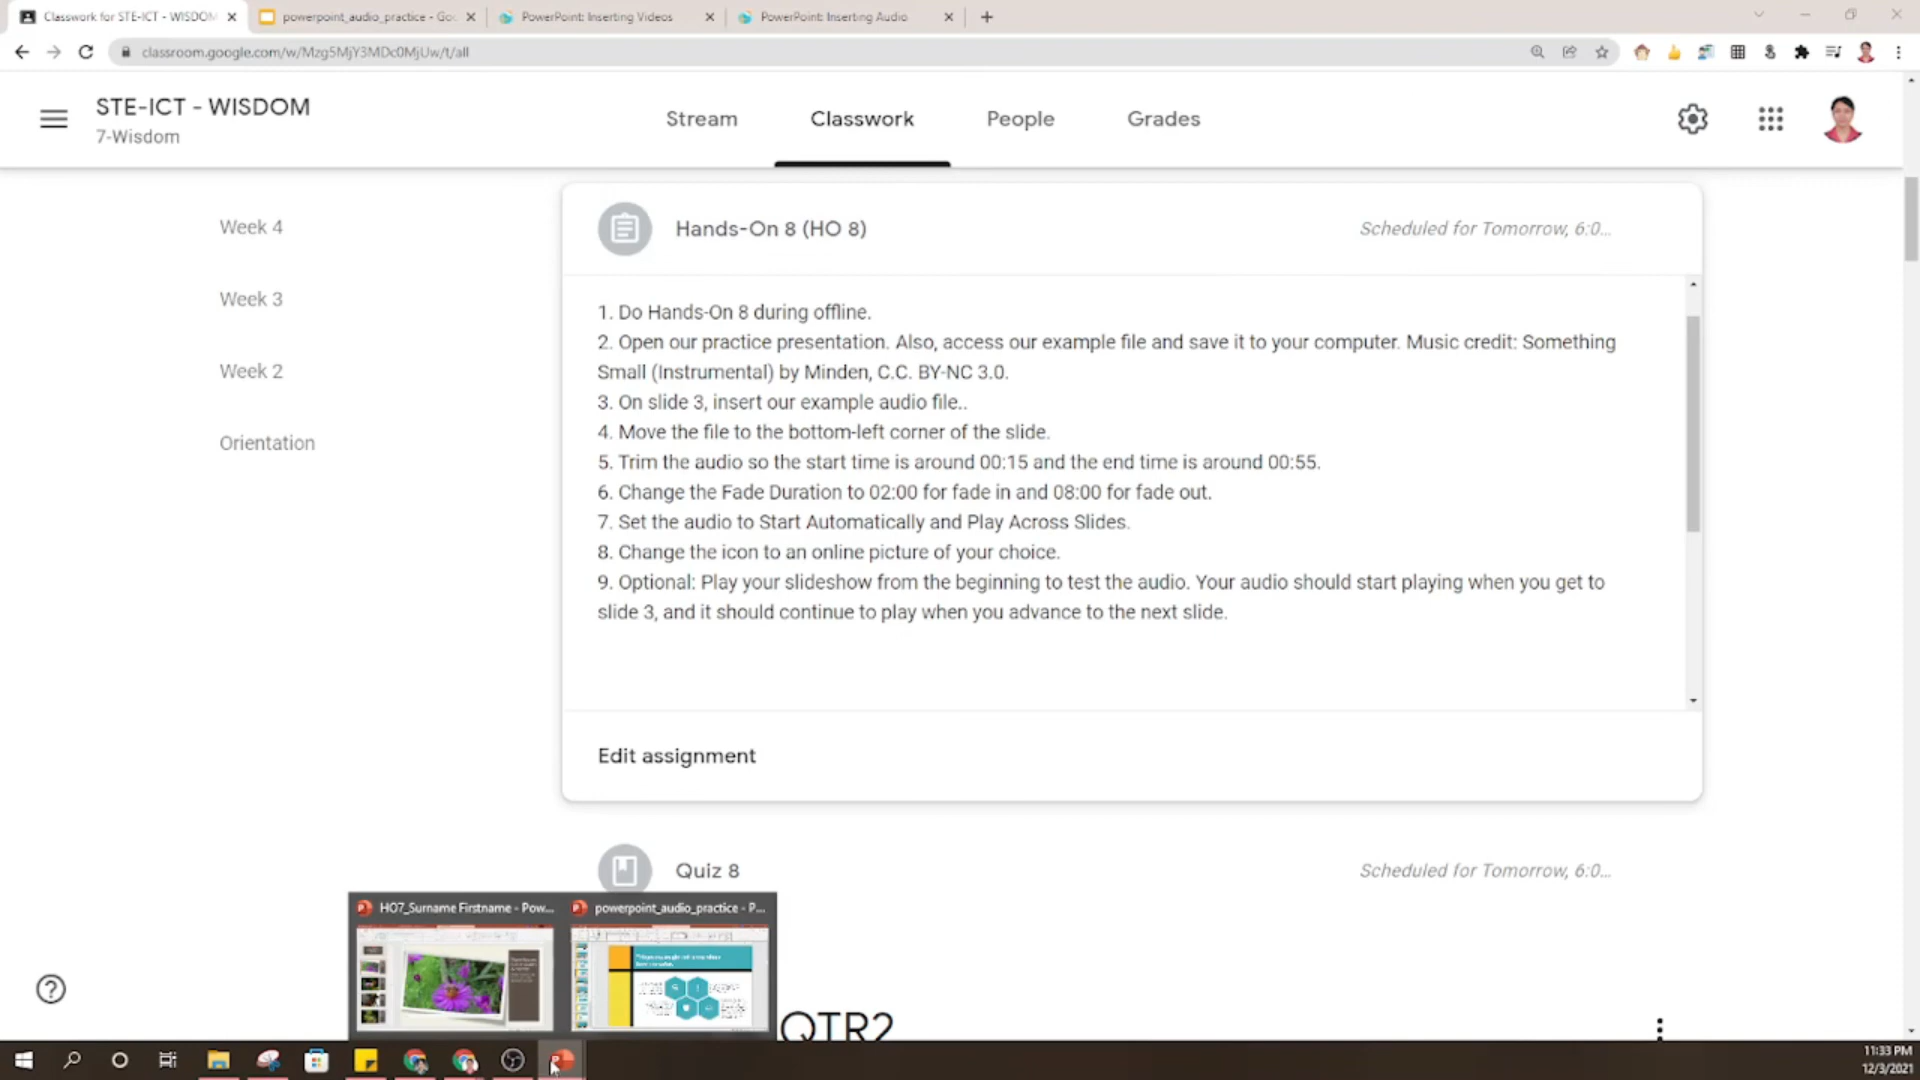 Classwork for STE-ICT - WISDOM
powerpoint_audio_practice - Goo
PowerPoint: Inserting Videos
PowerPoint: Inserting Audio
classroom.google.com/w/Mzg5MjY3MDc0MjUw/t/all
STE-ICT - WISDOM
7-Wisdom
Stream
Classwork
People
Grades
Week 4
Week 3
Week 2
Orientation
Hands-On 8 (HO 8)
Scheduled for Tomorrow, 6:0...
1. Do Hands-On 8 during offline.
2. Open our practice presentation. Also, access our example file and save it to your computer. Music credit: Something
Small (Instrumental) by Minden, C.C. BY-NC 3.0.
3. On slide 3, insert our example audio file..
4. Move the file to the bottom-left corner of the slide.
5. Trim the audio so the start time is around 00:15 and the end time is around 00:55.
6. Change the Fade Duration to 02:00 for fade in and 08:00 for fade out.
7. Set the audio to Start Automatically and Play Across Slides.
8. Change the icon to an online picture of your choice.
9. Optional: Play your slideshow from the beginning to test the audio. Your audio should start playing when you get to
slide 3, and it should continue to play when you advance to the next slide.
Edit assignment
Quiz 8
Scheduled for Tomorrow, 6:0...
HO7_Surname Firstname - Pow...
powerpoint_audio_practice - P...
QTR2
11:33 PM
12/3/2021